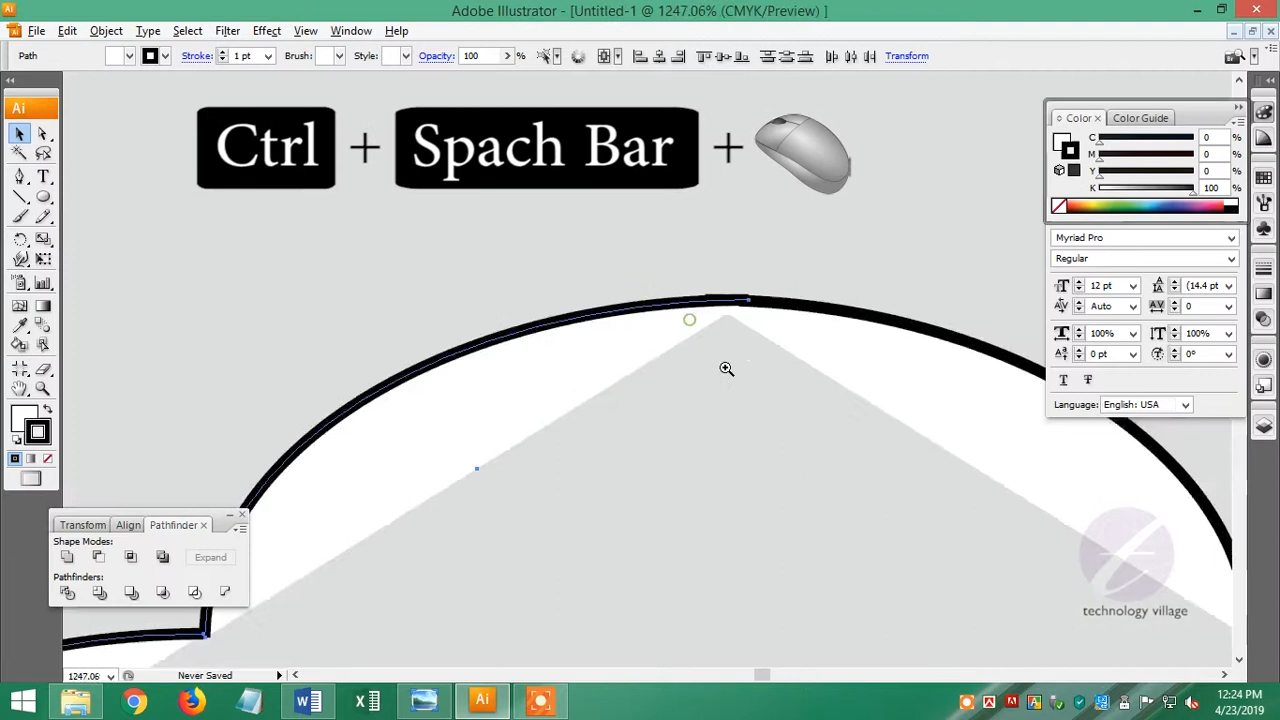 Adobe Illustrator - [Untitled-1 @ 1247.06% (CMYK/Preview) ]
Ai File Edit Object Type Select Filter Effect View Window Help
Path Stroke: 1 pt Brush: Style: Opacity: 100 Transform
Ai
Ctrl + Spach Bar +
Color Color Guide
C 0 %
M 0 %
Y 0 %
K 100 %
Myriad Pro
Regular
12 pt (14.4 pt
Auto AV 0
100% 100%
0 pt 0°
Language: English: USA
Transform Align Pathfinder
Shape Modes:
Expand
Pathfinders:
technology village
1247.06 Never Saved
12:24 PM
4/23/2019